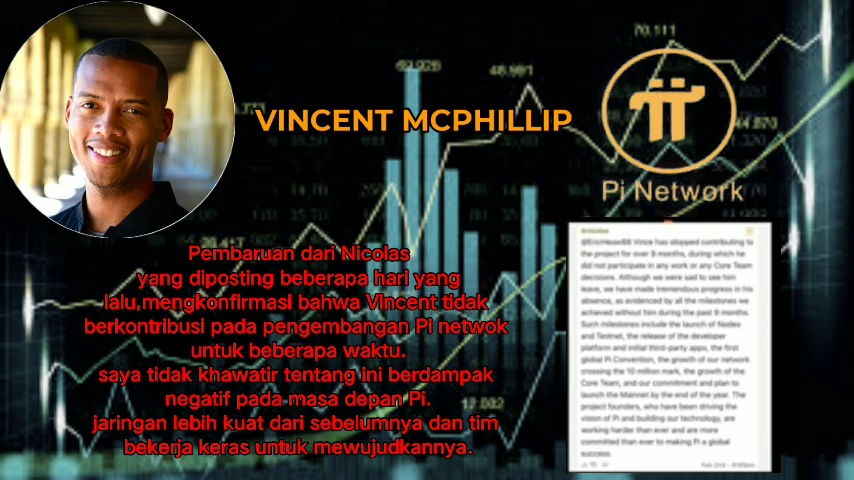 VINCENT MCPHILLIP
Pi Network
70.111
69.926
48.991
44.870
17.002
Pembaruan dari Nicolas
yang diposting beberapa hari yang
lalu,mengkonfirmasi bahwa Vincent tidak
berkontribusi pada pengembangan Pi netwok
untuk beberapa waktu.
saya tidak khawatir tentang ini berdampak
negatif pada masa depan Pi.
jaringan lebih kuat dari sebelumnya dan tim
bekerja keras untuk mewujudkannya.
@EricHesse88 Vince has stopped contributing to
the project for over 9 months, during which he
did not participate in any work or any Core Team
decisions. Although we were sad to see him
leave, we have made tremendous progress in his
absence, as evidenced by all the milestones we
achieved without him during the past 9 months.
Such milestones include the launch of Nodes
and Testnet, the release of the developer
platform and initial third-party apps, the first
global Pi Convention, the growth of our network
crossing the 10 million mark, the growth of the
Core Team, and our commitment and plan to
launch the Mainnet by the end of the year. The
project founders, who have been driving the
vision of Pi and building our technology, are
working harder than ever and are more
committed than ever to making Pi a global
success.